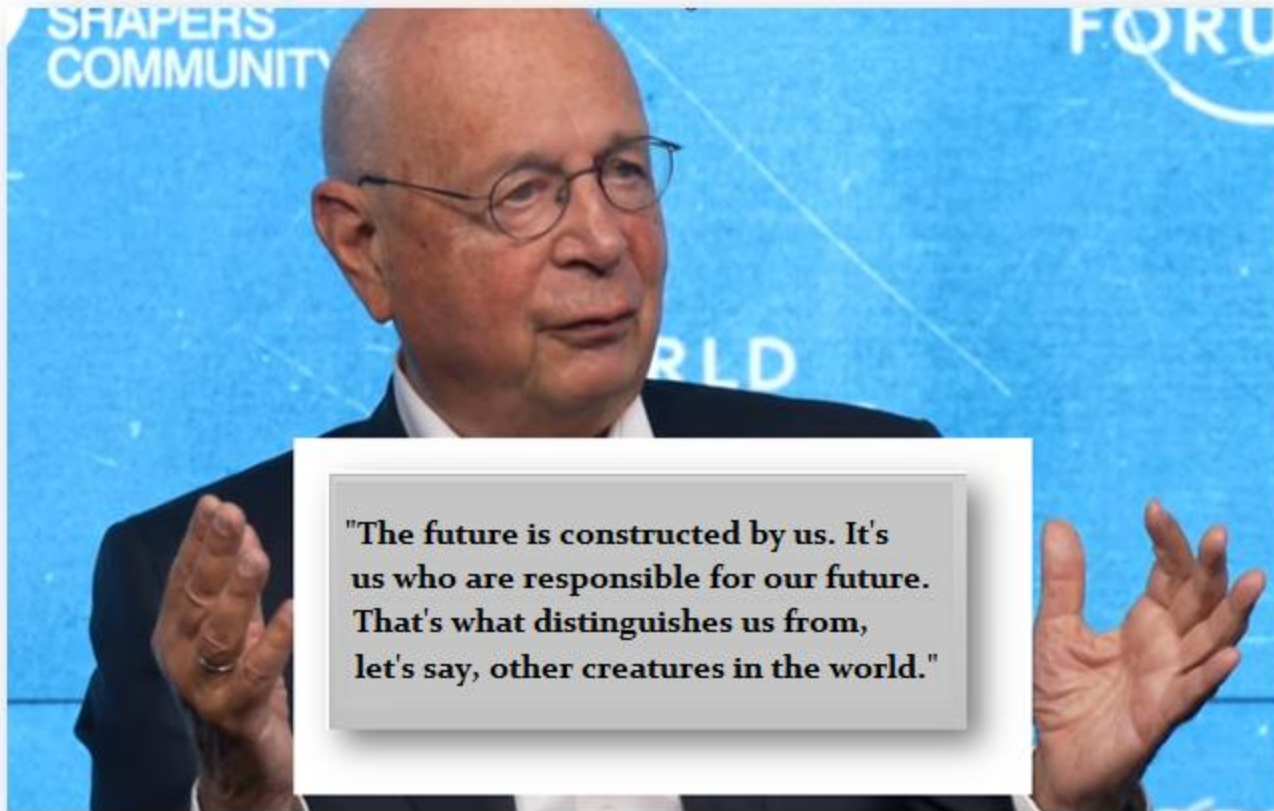 SHAPERS
COMMUNITY
FORU
RLD
"The future is constructed by us. It's
us who are responsible for our future.
That's what distinguishes us from,
let's say, other creatures in the world."